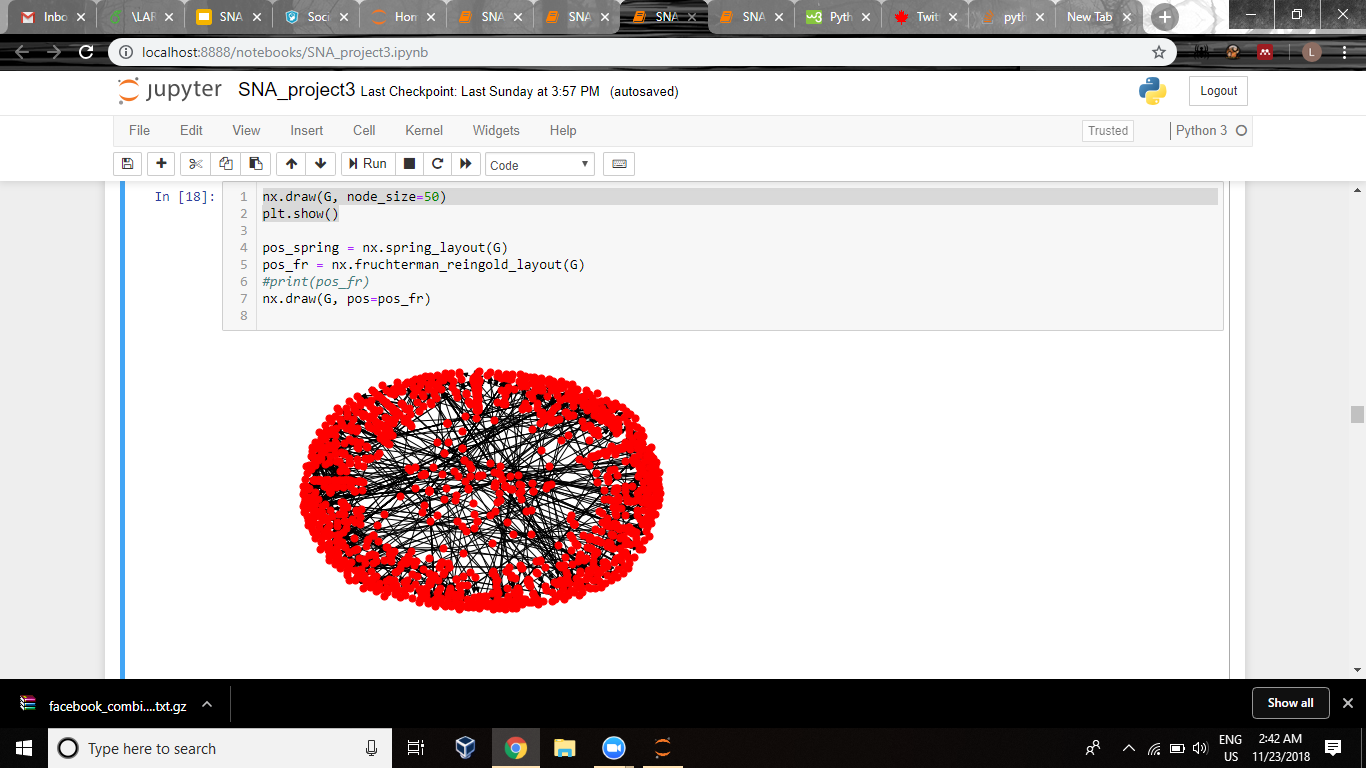 Inbo
\LAR
SNA
Soci
Hon
SNA
SNA
SNA
SNA
Pyth
Twit
pyth
New Tab
localhost:8888/notebooks/SNA_project3.ipynb
L
jupyter SNA_project3 Last Checkpoint: Last Sunday at 3:57 PM (autosaved)
Logout
File Edit View Insert Cell Kernel Widgets Help
Trusted
Python 3
Run
Code
In [18]:
1 nx.draw(G, node_size=50)
2 plt.show()
3
4 pos_spring = nx.spring_layout(G)
5 pos_fr = nx.fruchterman_reingold_layout(G)
6 #print(pos_fr)
7 nx.draw(G, pos=pos_fr)
8
facebook_combi....txt.gz
Show all
Type here to search
ENG
US
2:42 AM
11/23/2018